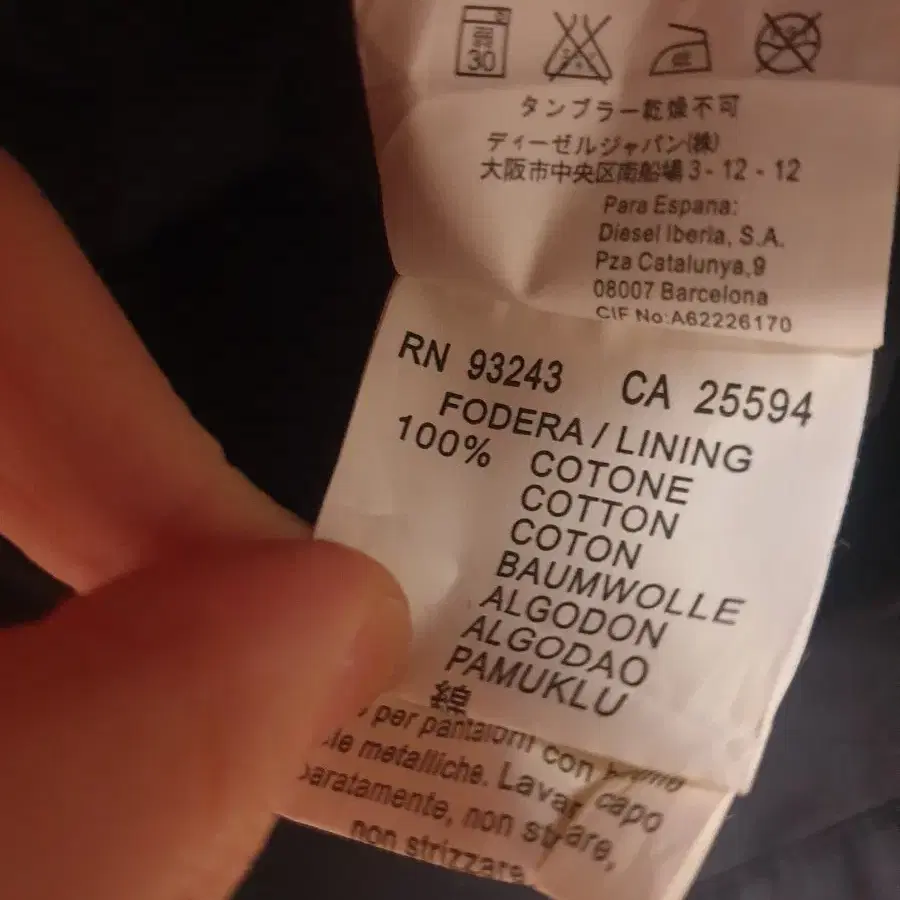 30
タンブラー乾燥不可
ディーゼルジャパン(株)
大阪市中央区南船場3-12-12
Para Espana:
Diesel Iberia, S.A.
Pza Catalunya,9
08007 Barcelona
CIF No:A62226170
RN 93243 CA 25594
FODERA / LINING
100% COTONE
COTTON
COTON
BAUMWOLLE
ALGODON
ALGODAO
PAMUKLU
綿
per pantaloni con
metalliche. Lavar capo
non
non strizzare